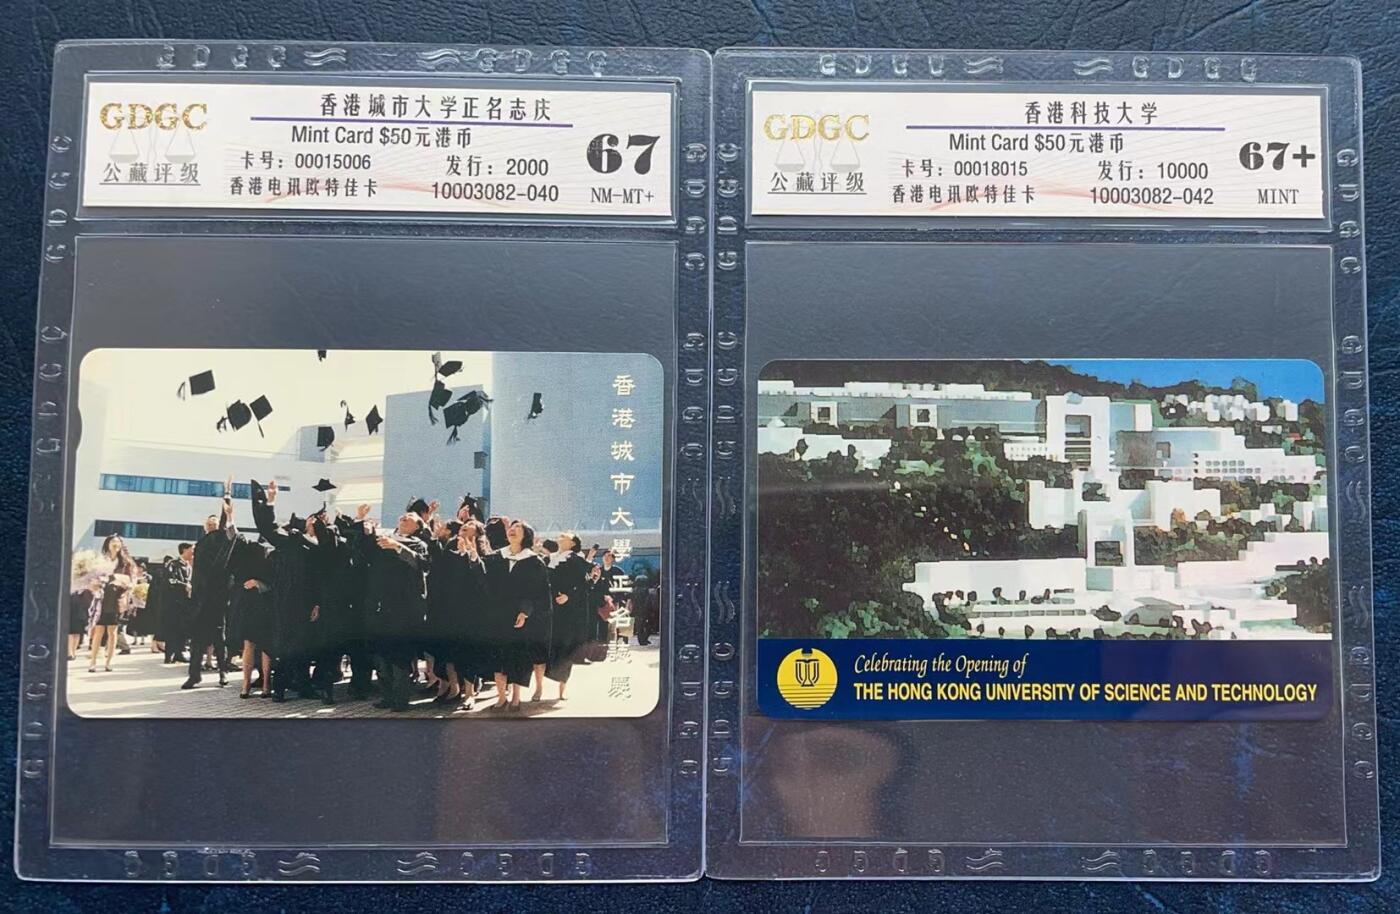 GDGC
公藏评级
香港城市大学正名志庆
Mint Card $50元港币
卡号：00015006 发行：2000
香港电讯欧特佳卡 10003082-040
67
NM-MT+
GDGC
公藏评级
香港科技大学
Mint Card $50元港币
卡号：00018015 发行：10000
香港电讯欧特佳卡 10003082-042
67+
MINT
香港城市大學正名誌慶
Celebrating the Opening of
THE HONG KONG UNIVERSITY OF SCIENCE AND TECHNOLOGY